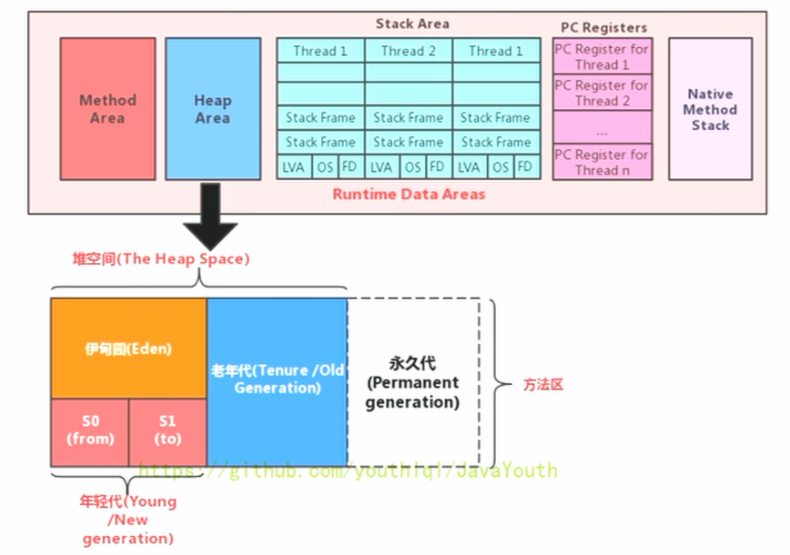 Stack Area
PC Registers
Method
Area
Heap
Area
Thread 1
Thread 2
Thread 1
Stack Frame
Stack Frame
Stack Frame
Stack Frame
Stack Frame
Stack Frame
LVA
OS
FD
LVA
OS
FD
LVA
OS
FD
PC Register for
Thread 1
PC Register for
Thread 2
...
PC Register for
Thread n
Native
Method
Stack
Runtime Data Areas
堆空间(The Heap Space)
伊甸园(Eden)
S0
(from)
S1
(to)
老年代(Tenure /Old
Generation)
永久代
(Permanent
generation)
方法区
https://github.com/youthlql/JavaYouth
年轻代(Young
/New
generation)